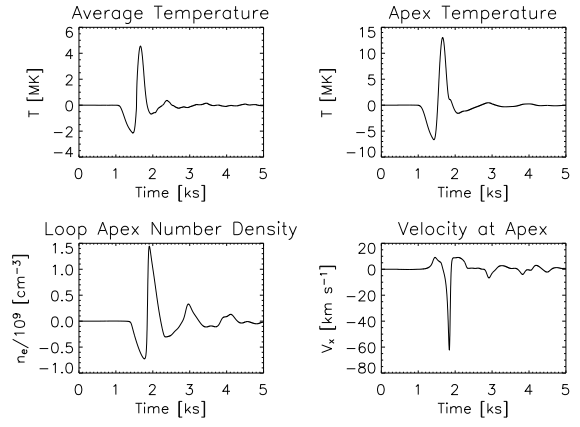 Average Temperature
T [MK]
6
4
2
0
−2
−4
0 1 2 3 4 5
Time [ks]
Apex Temperature
T [MK]
15
10
5
0
−5
−10
0 1 2 3 4 5
Time [ks]
Loop Apex Number Density
nₑ/10⁹ [cm⁻³]
1.5
1.0
0.5
0.0
−0.5
−1.0
0 1 2 3 4 5
Time [ks]
Velocity at Apex
Vₓ [km s⁻¹]
20
0
−20
−40
−60
−80
0 1 2 3 4 5
Time [ks]